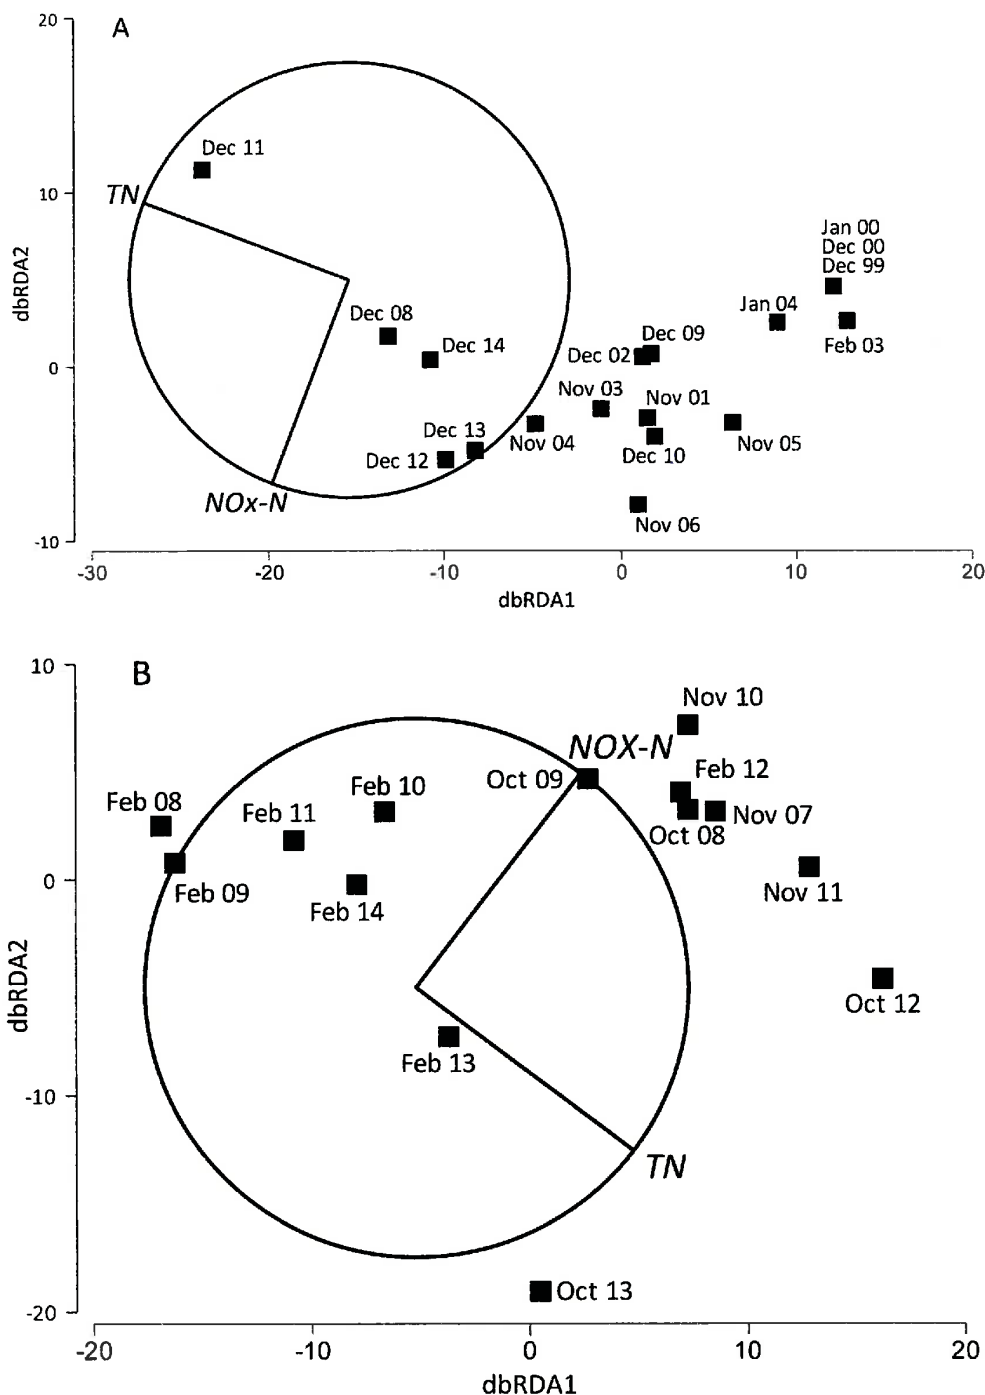 A
20
Dec 11
TN
10
Jan 00
Dec 00
Dec 99
dbRDA2
Jan 04
Dec 08
Dec 09
Dec 14
Feb 03
Dec 02
0
Nov 03
Nov 01
Dec 13
Nov 04
Nov 05
Dec 10
Dec 12
NOx-N
Nov 06
-10
-30 -20 -10 0 10 20
dbRDA1
B
10
Nov 10
NOX-N
Feb 12
Oct 09
Feb 10
Feb 08
Feb 11
Nov 07
Oct 08
0
Feb 09
Nov 11
Feb 14
dbRDA2
Oct 12
Feb 13
-10
TN
Oct 13
-20
-20 -10 0 10 20
dbRDA1